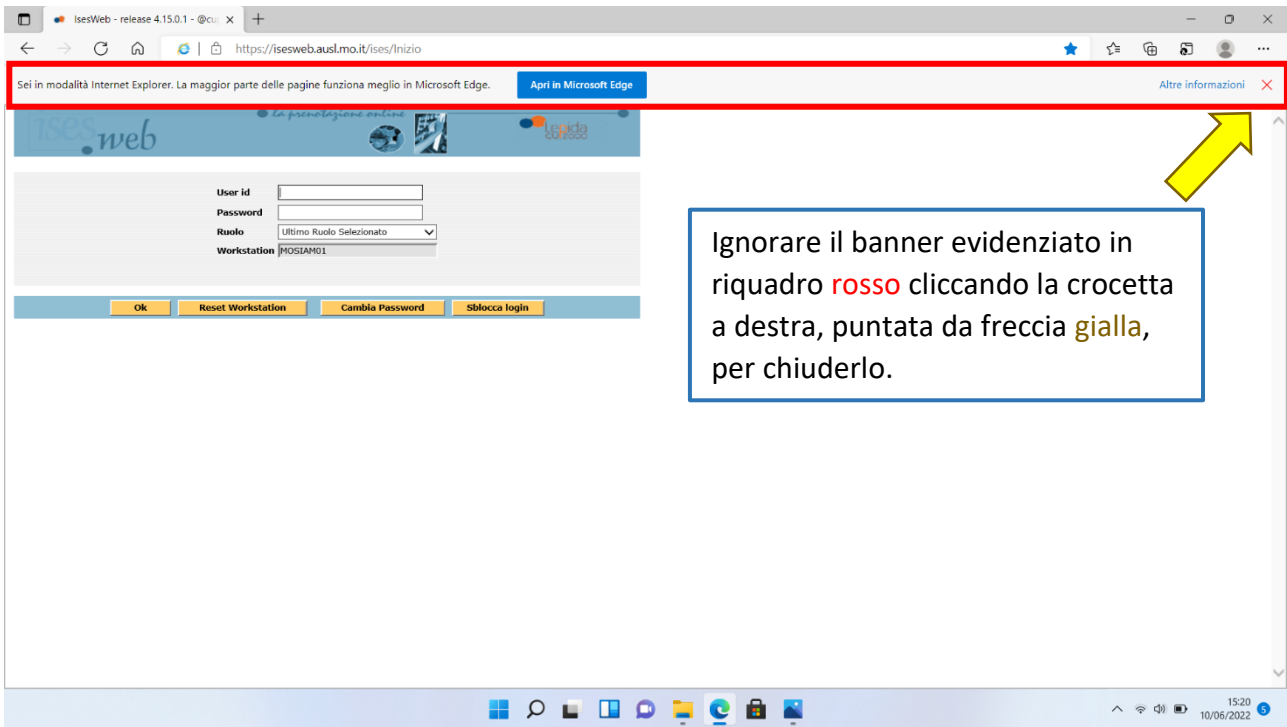 IsesWeb - release 4.15.0.1 - @cu
https://isesweb.ausl.mo.it/ises/Inizio
Sei in modalità Internet Explorer. La maggior parte delle pagine funziona meglio in Microsoft Edge.
Apri in Microsoft Edge
Altre informazioni
ises web
la prenotazione online
Lepida
User id
Password
Ruolo
Ultimo Ruolo Selezionato
Workstation MOSIAM01
Ok
Reset Workstation
Cambia Password
Sblocca login
Ignorare il banner evidenziato in
riquadro rosso cliccando la crocetta
a destra, puntata da freccia gialla,
per chiuderlo.
15:20
10/06/2022
5